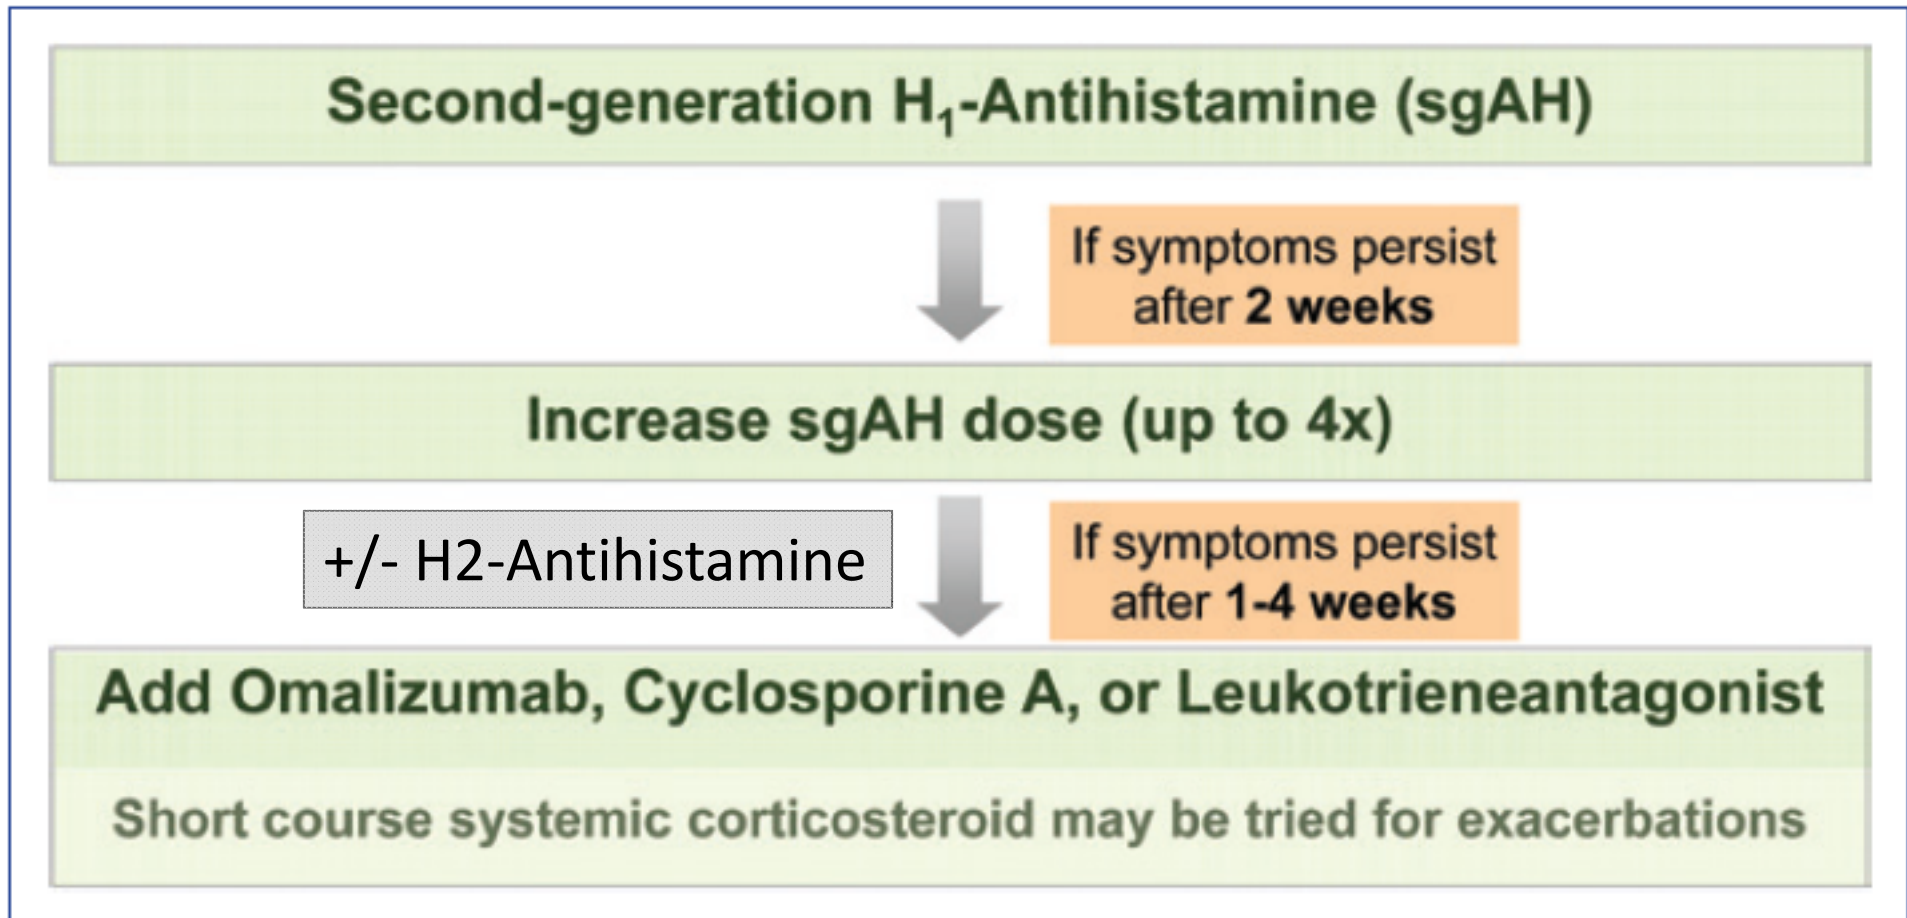 Second-generation H₁-Antihistamine (sgAH)
If symptoms persist
after 2 weeks
Increase sgAH dose (up to 4x)
+/- H2-Antihistamine
If symptoms persist
after 1-4 weeks
Add Omalizumab, Cyclosporine A, or Leukotrieneantagonist
Short course systemic corticosteroid may be tried for exacerbations